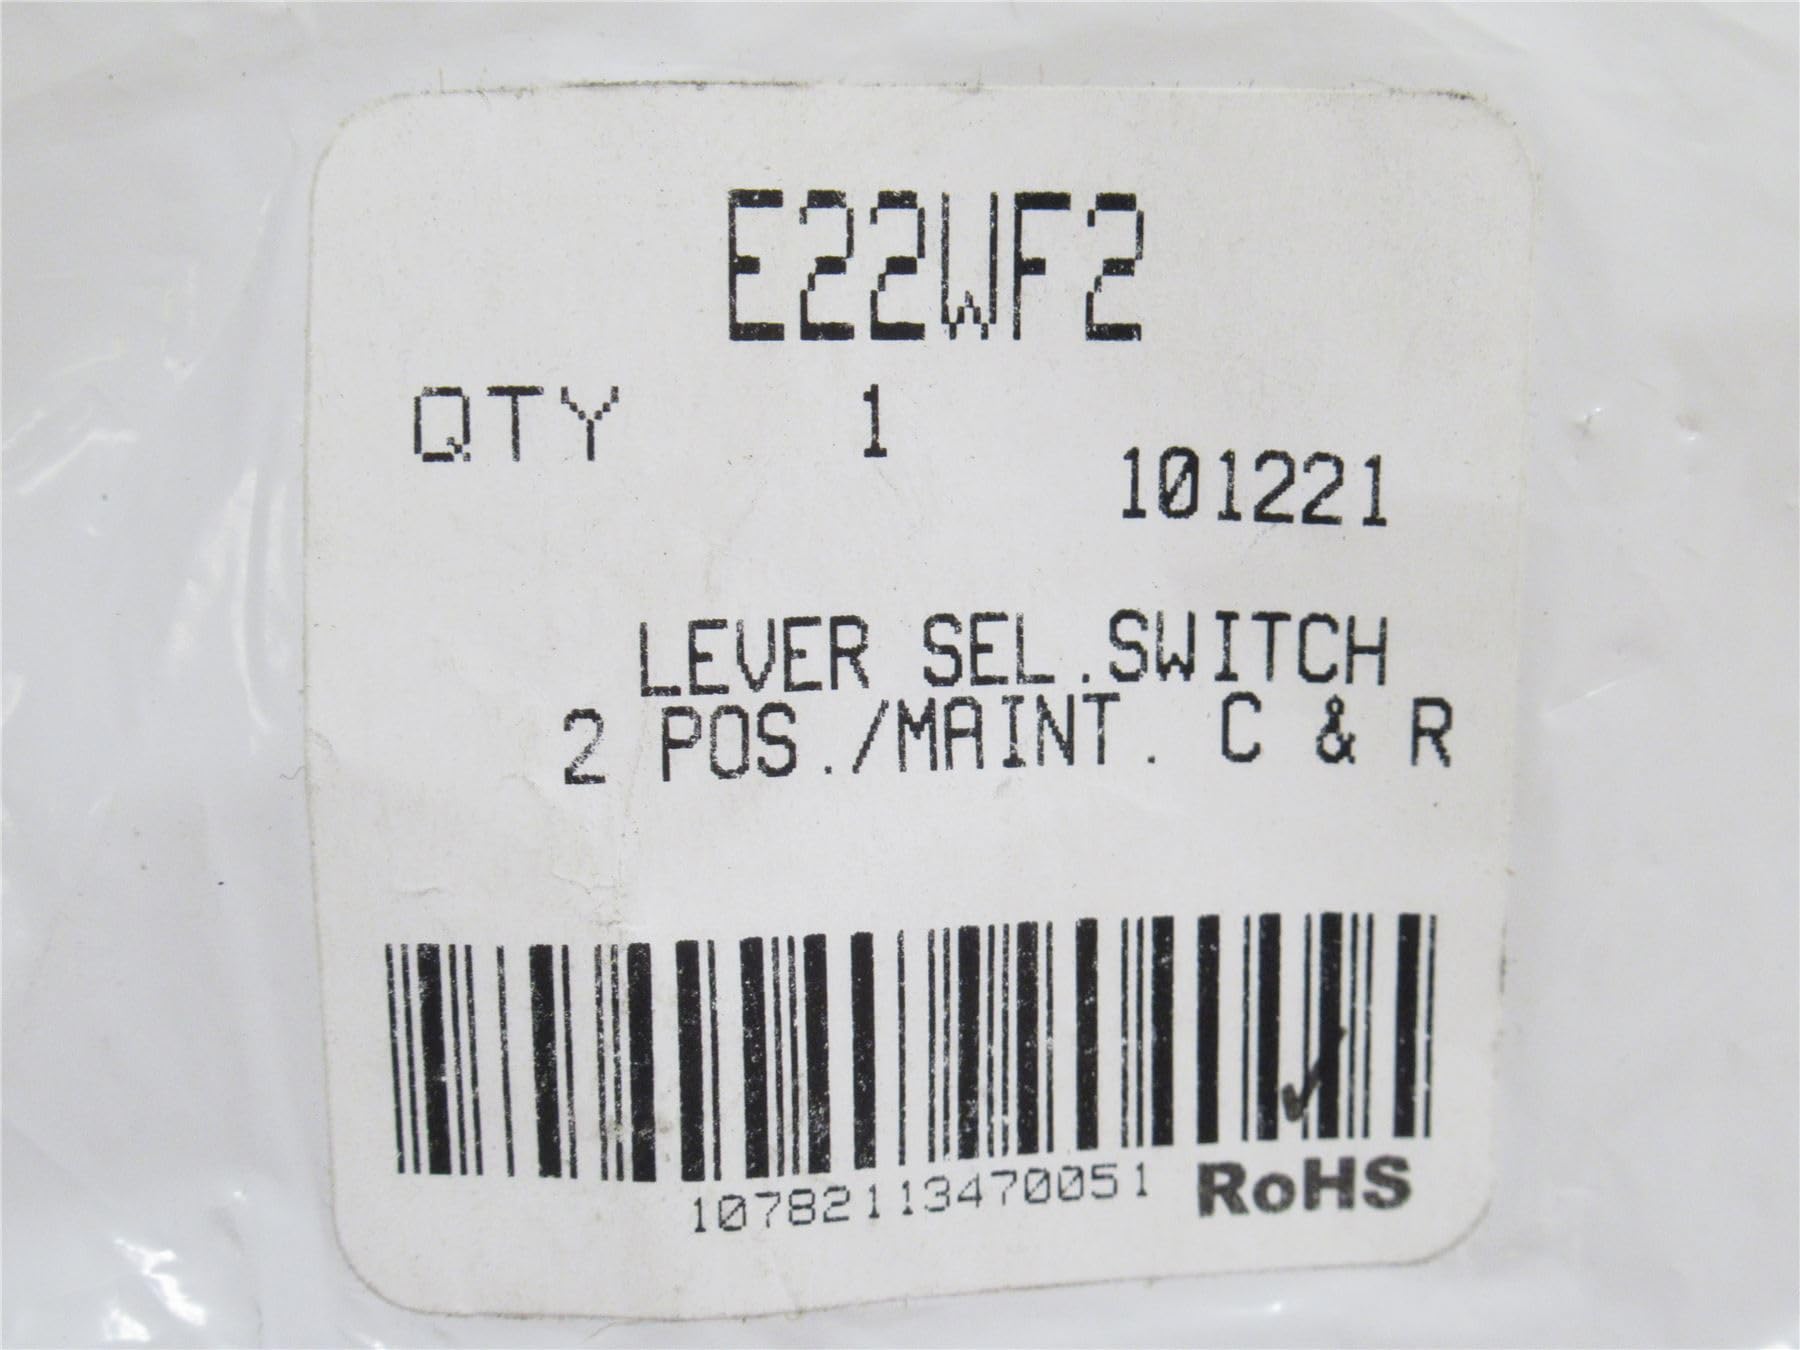 E22WF2
QTY 1
101221
LEVER SEL.SWITCH
2 POS./MAINT. C & R
10782113470051 RoHS